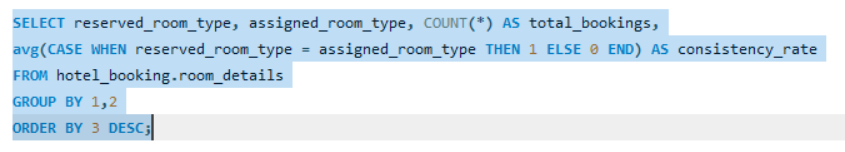 SELECT reserved_room_type, assigned_room_type, COUNT(*) AS total_bookings,
avg(CASE WHEN reserved_room_type = assigned_room_type THEN 1 ELSE 0 END) AS consistency_rate
FROM hotel_booking.room_details
GROUP BY 1,2
ORDER BY 3 DESC;